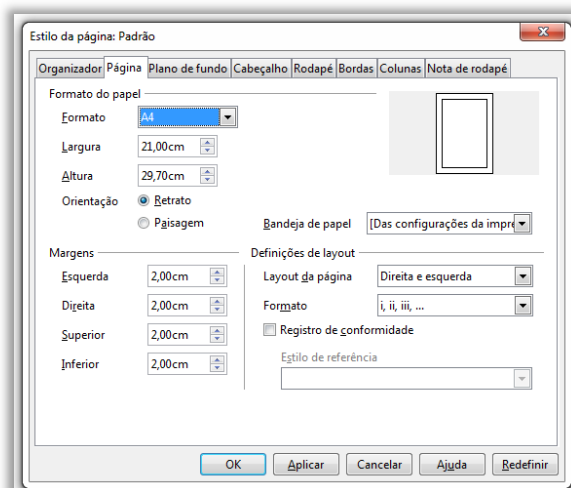 Estilo da página: Padrão
Organizador Página Plano de fundo Cabeçalho Rodapé Bordas Colunas Nota de rodapé
Formato do papel
Formato A4
Largura 21,00cm
Altura 29,70cm
Orientação Retrato
Paisagem Bandeja de papel [Das configurações da impre
Margens Definições de layout
Esquerda 2,00cm Layout da página Direita e esquerda
Direita 2,00cm Formato i, ii, iii, ...
Superior 2,00cm Registro de conformidade
Inferior 2,00cm Estilo de referência
OK Aplicar Cancelar Ajuda Redefinir